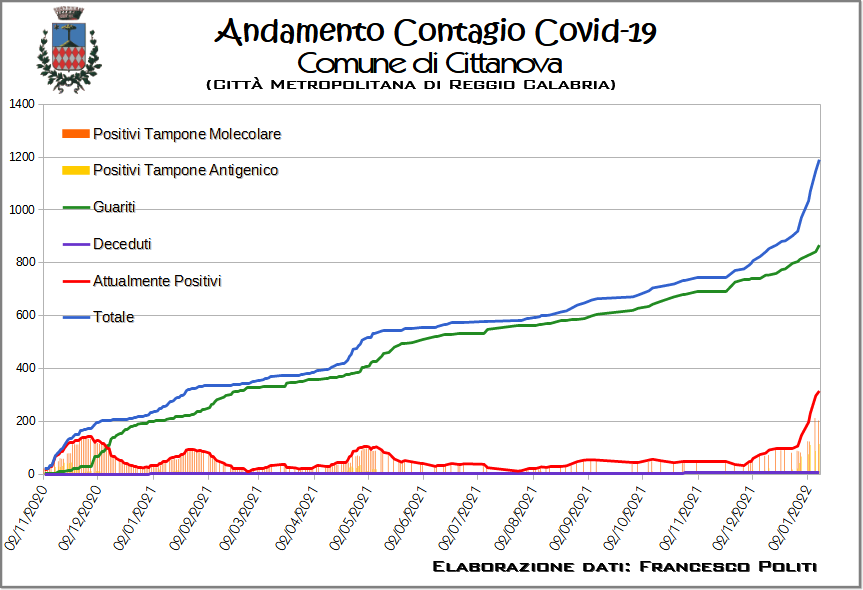 Andamento Contagio Covid-19
Comune di Cittanova
(Città Metropolitana di Reggio Calabria)
1400
1200
1000
800
600
400
200
0
Positivi Tampone Molecolare
Positivi Tampone Antigenico
Guariti
Deceduti
Attualmente Positivi
Totale
02/11/2020
02/12/2020
02/01/2021
02/02/2021
02/03/2021
02/04/2021
02/05/2021
02/06/2021
02/07/2021
02/08/2021
02/09/2021
02/10/2021
02/11/2021
02/12/2021
02/01/2022
Elaborazione dati: Francesco Politi